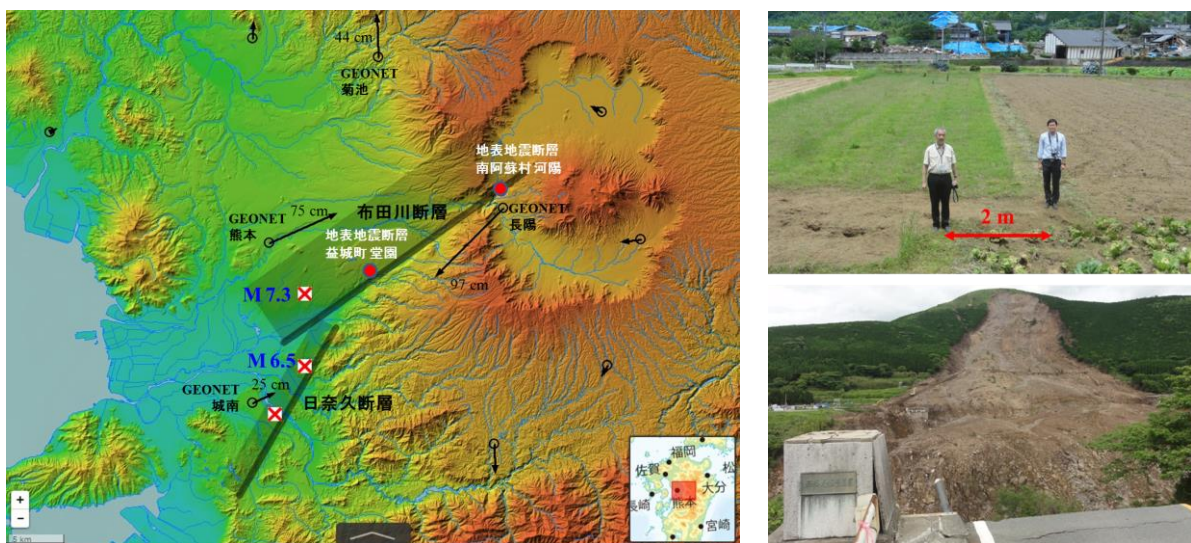 44 cm
GEONET
菊池
地表地震断層
南阿蘇村 河陽
GEONET
長陽
75 cm
GEONET
熊本
布田川断層
地表地震断層
益城町 堂園
97 cm
M 7.3
M 6.5
GEONET
25 cm
城南
日奈久断層
+
−
5 km
福岡
佐賀
松
大分
長崎
熊本
宮崎
2 m